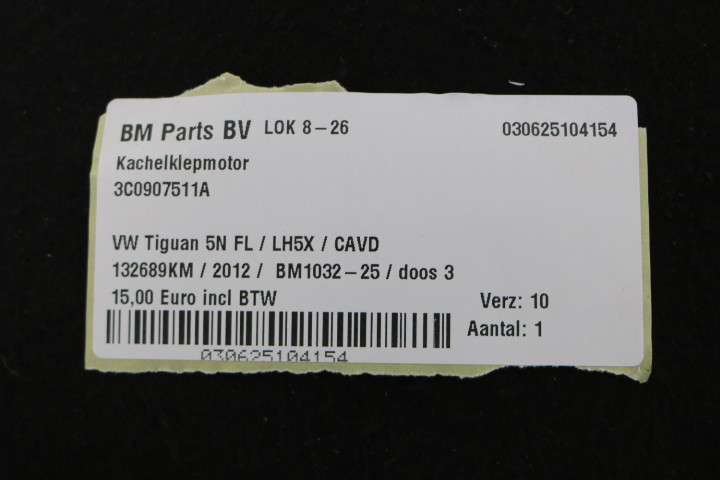 BM Parts BV LOK 8-26 030625104154
Kachelklepmotor
3C0907511A
VW Tiguan 5N FL / LH5X / CAVD
132689KM / 2012 / BM1032-25 / doos 3
15,00 Euro incl BTW Verz: 10
Aantal: 1
030625104154